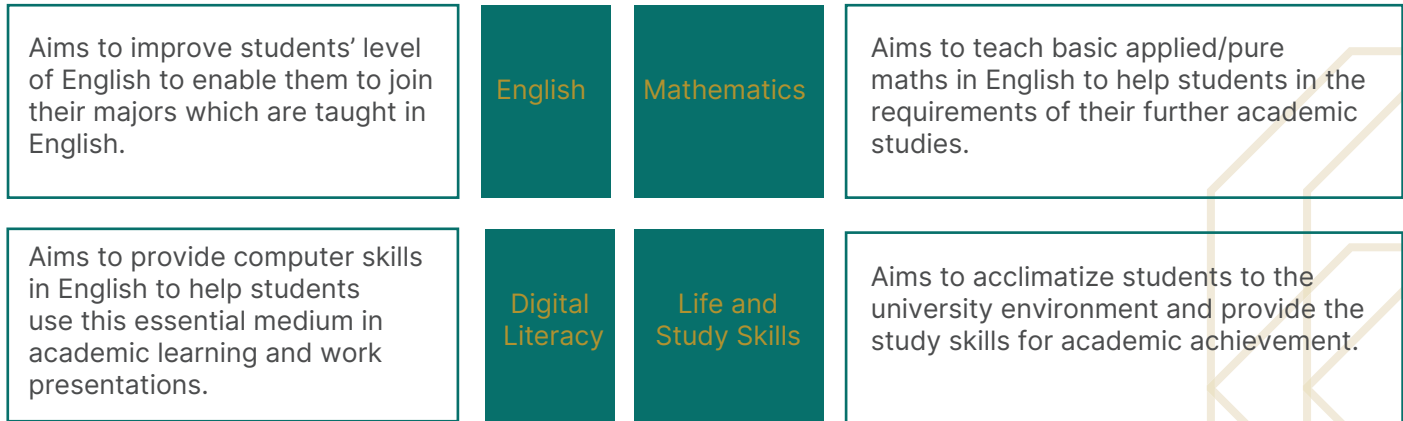 Aims to improve students’ level
of English to enable them to join
their majors which are taught in
English.
English
Mathematics
Aims to teach basic applied/pure
maths in English to help students in the
requirements of their further academic
studies.
Aims to provide computer skills
in English to help students
use this essential medium in
academic learning and work
presentations.
Digital
Literacy
Life and
Study Skills
Aims to acclimatize students to the
university environment and provide the
study skills for academic achievement.